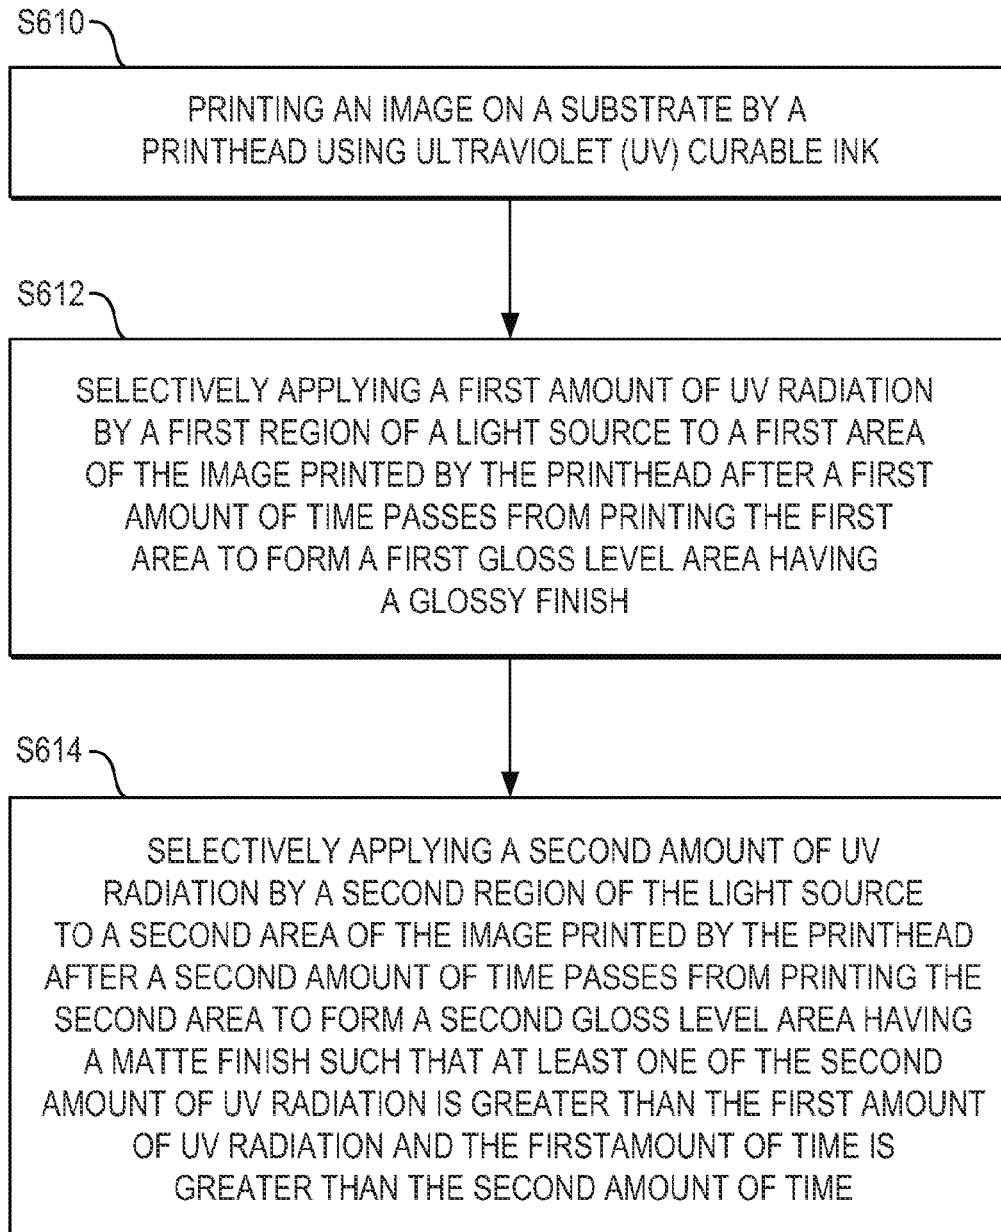 S610
PRINTING AN IMAGE ON A SUBSTRATE BY A
PRINTHEAD USING ULTRAVIOLET (UV) CURABLE INK
S612
SELECTIVELY APPLYING A FIRST AMOUNT OF UV RADIATION
BY A FIRST REGION OF A LIGHT SOURCE TO A FIRST AREA
OF THE IMAGE PRINTED BY THE PRINTHEAD AFTER A FIRST
AMOUNT OF TIME PASSES FROM PRINTING THE FIRST
AREA TO FORM A FIRST GLOSS LEVEL AREA HAVING
A GLOSSY FINISH
S614
SELECTIVELY APPLYING A SECOND AMOUNT OF UV
RADIATION BY A SECOND REGION OF THE LIGHT SOURCE
TO A SECOND AREA OF THE IMAGE PRINTED BY THE PRINTHEAD
AFTER A SECOND AMOUNT OF TIME PASSES FROM PRINTING THE
SECOND AREA TO FORM A SECOND GLOSS LEVEL AREA HAVING
A MATTE FINISH SUCH THAT AT LEAST ONE OF THE SECOND
AMOUNT OF UV RADIATION IS GREATER THAN THE FIRST AMOUNT
OF UV RADIATION AND THE FIRSTAMOUNT OF TIME IS
GREATER THAN THE SECOND AMOUNT OF TIME